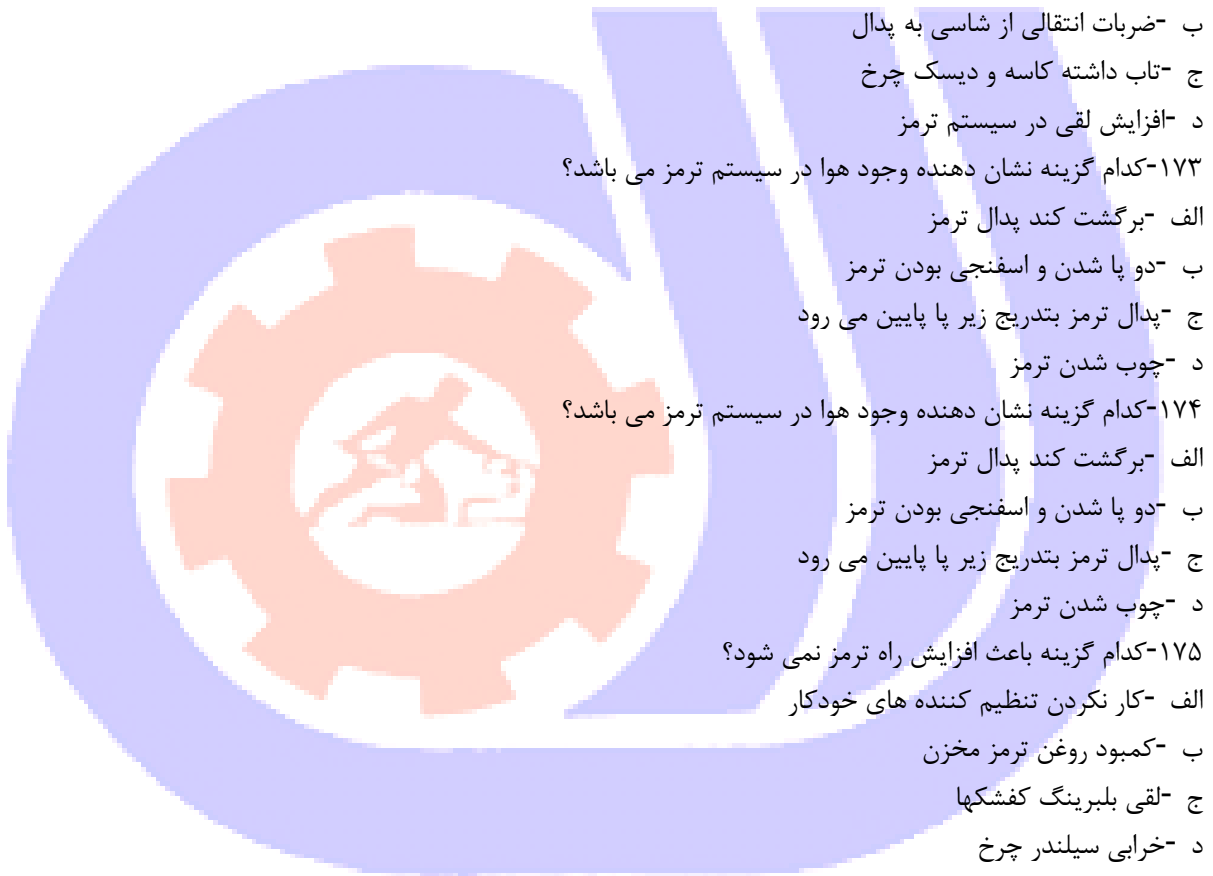 ب -ضربات انتقالی از شاسی به پدال
ج -تاب داشته کاسه و دیسک چرخ
د -افزایش لقی در سیستم ترمز
۱۷۳-کدام گزینه نشان دهنده وجود هوا در سیستم ترمز می باشد؟
الف -برگشت کند پدال ترمز
ب -دو پا شدن و اسفنجی بودن ترمز
ج -پدال ترمز بتدریج زیر پا پایین می رود
د -چوب شدن ترمز
۱۷۴-کدام گزینه نشان دهنده وجود هوا در سیستم ترمز می باشد؟
الف -برگشت کند پدال ترمز
ب -دو پا شدن و اسفنجی بودن ترمز
ج -پدال ترمز بتدریج زیر پا پایین می رود
د -چوب شدن ترمز
۱۷۵-کدام گزینه باعث افزایش راه ترمز نمی شود؟
الف -کار نکردن تنظیم کننده های خودکار
ب -کمبود روغن ترمز مخزن
ج -لقی بلبرینگ کفشکها
د -خرابی سیلندر چرخ